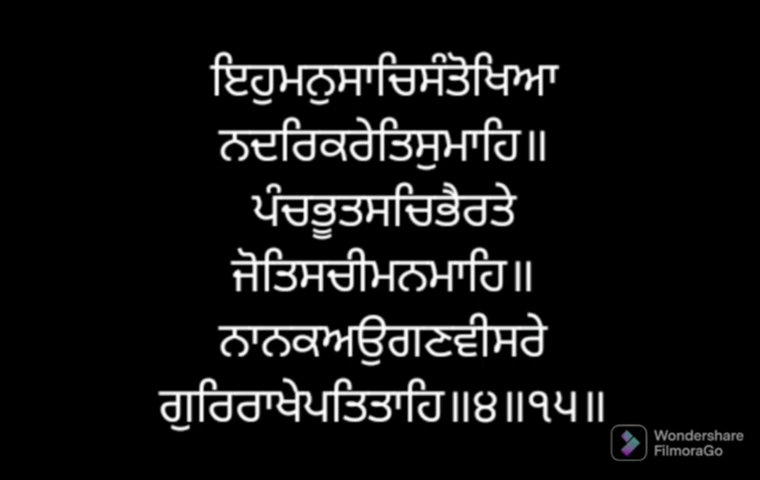 ਇਹੁਮਨੁਸਾਚਿਸੰਤੋਖਿਆ
ਨਦਰਿਕਰੇਤਿਸੁਮਾਹਿ॥
ਪੰਚਭੂਤਸਚਿਭੈਰਤੇ
ਜੋਤਿਸਚੀਮਨਮਾਹਿ॥
ਨਾਨਕਅਉਗਣਵੀਸਰੇ
ਗੁਰਿਰਾਖੇਪਤਿਤਾਹਿ॥੪॥੧੫॥
Wondershare
FilmoraGo